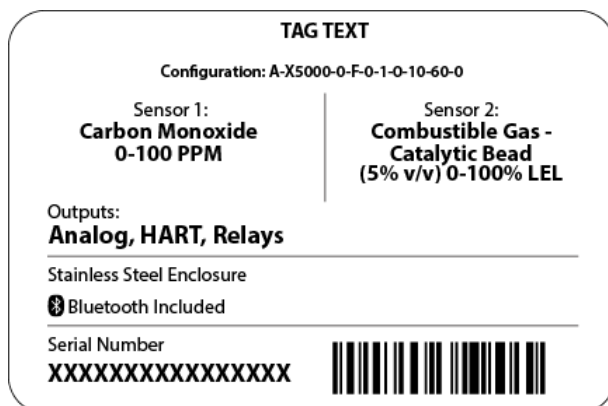 TAG TEXT
Configuration: A-X5000-0-F-0-1-0-10-60-0
Sensor 1:
Carbon Monoxide
0-100 PPM
Sensor 2:
Combustible Gas -
Catalytic Bead
(5% v/v) 0-100% LEL
Outputs:
Analog, HART, Relays
Stainless Steel Enclosure
Bluetooth Included
Serial Number
XXXXXXXXXXXXXXXX